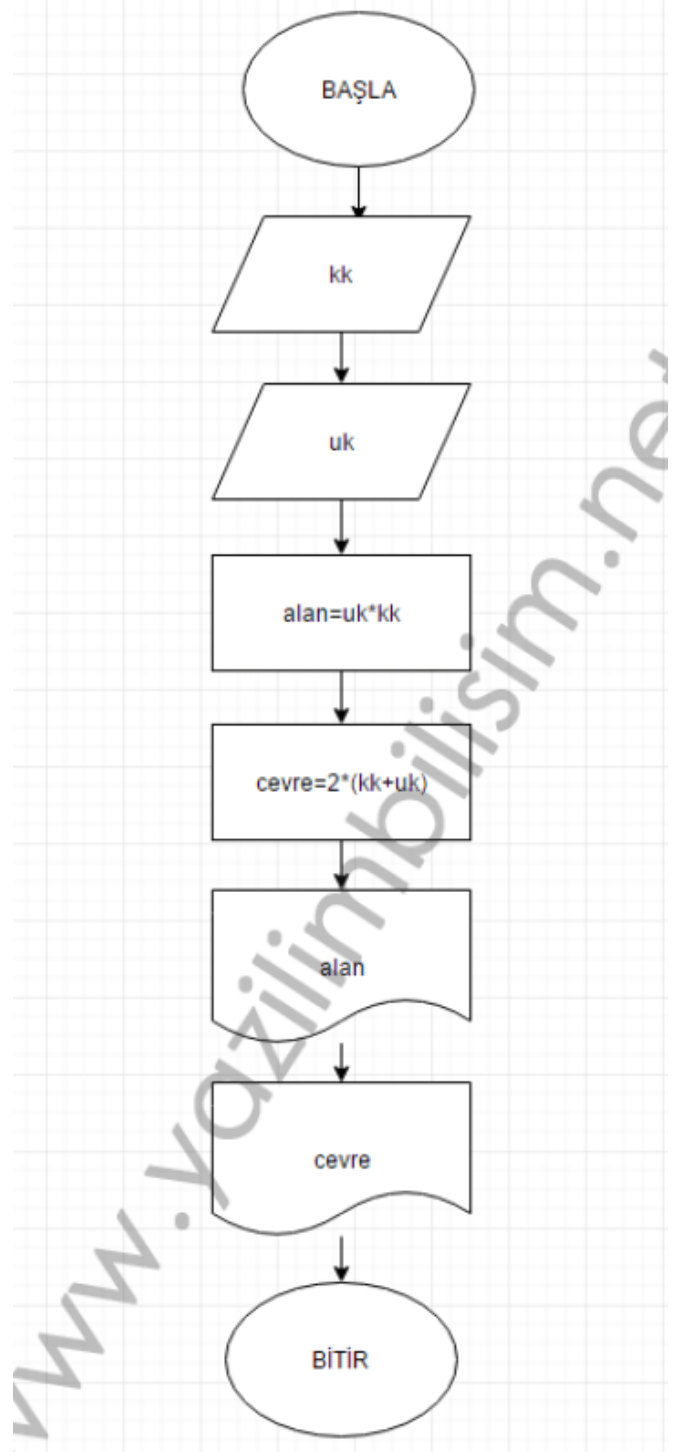 BAŞLA
kk
uk
alan=uk*kk
cevre=2*(kk+uk)
alan
cevre
BİTİR
www.yazilimbilisim.net